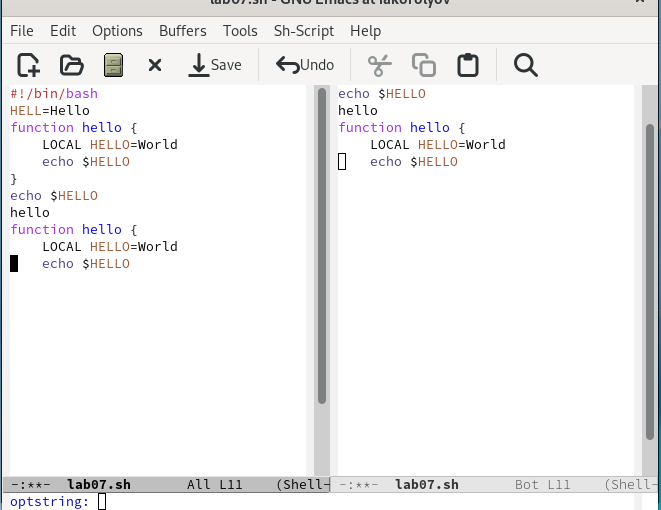 lab07.sh - GNU Emacs at fakorolyov
File Edit Options Buffers Tools Sh-Script Help
Save Undo
#!/bin/bash
HELL=Hello
function hello {
    LOCAL HELLO=World
    echo $HELLO
}
echo $HELLO
hello
function hello {
    LOCAL HELLO=World
    echo $HELLO
echo $HELLO
hello
function hello {
    LOCAL HELLO=World
    echo $HELLO
-:**-  lab07.sh       All L11    (Shell-
-:**-  lab07.sh       Bot L11    (Shell-
optstring: